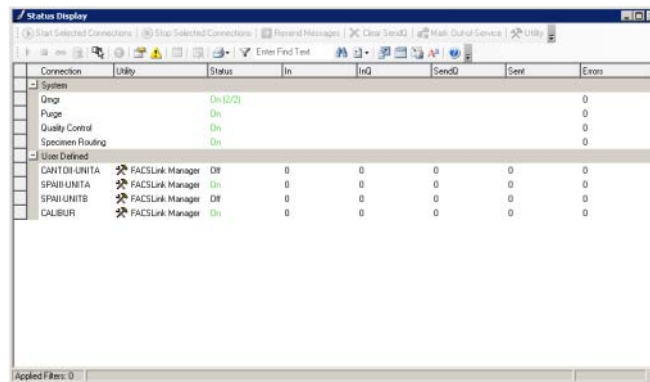 Status Display
Start Selected Connections Stop Selected Connections Resend Messages Clear SendQ Mark Out-of-Service Utility
Enter Find Text
Connection Utility Status In InQ SendQ Sent Errors
System
Qmgr On (2/2) 0
Purge On 0
Quality Control On 0
Specimen Routing On 0
User Defined
CANTOII-UNITA FACSLink Manager Off 0 0 0 0 0
SPAII-UNITA FACSLink Manager On 0 0 0 0 0
SPAII-UNITB FACSLink Manager Off 0 0 0 0 0
CALIBUR FACSLink Manager On 0 0 0 0 0
Applied Filters: 0